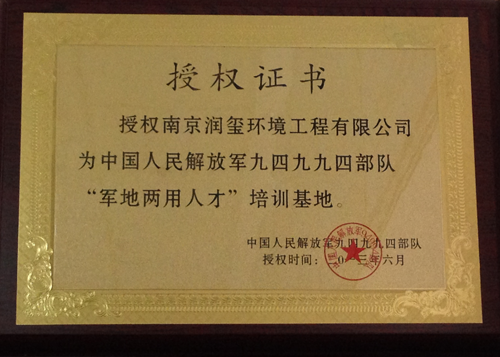 授权证书
授权南京润玺环境工程有限公司
为中国人民解放军九四九九四部队
“军地两用人才”培训基地。
中国人民解放军九四九九四部队
授权时间：二〇一三年六月